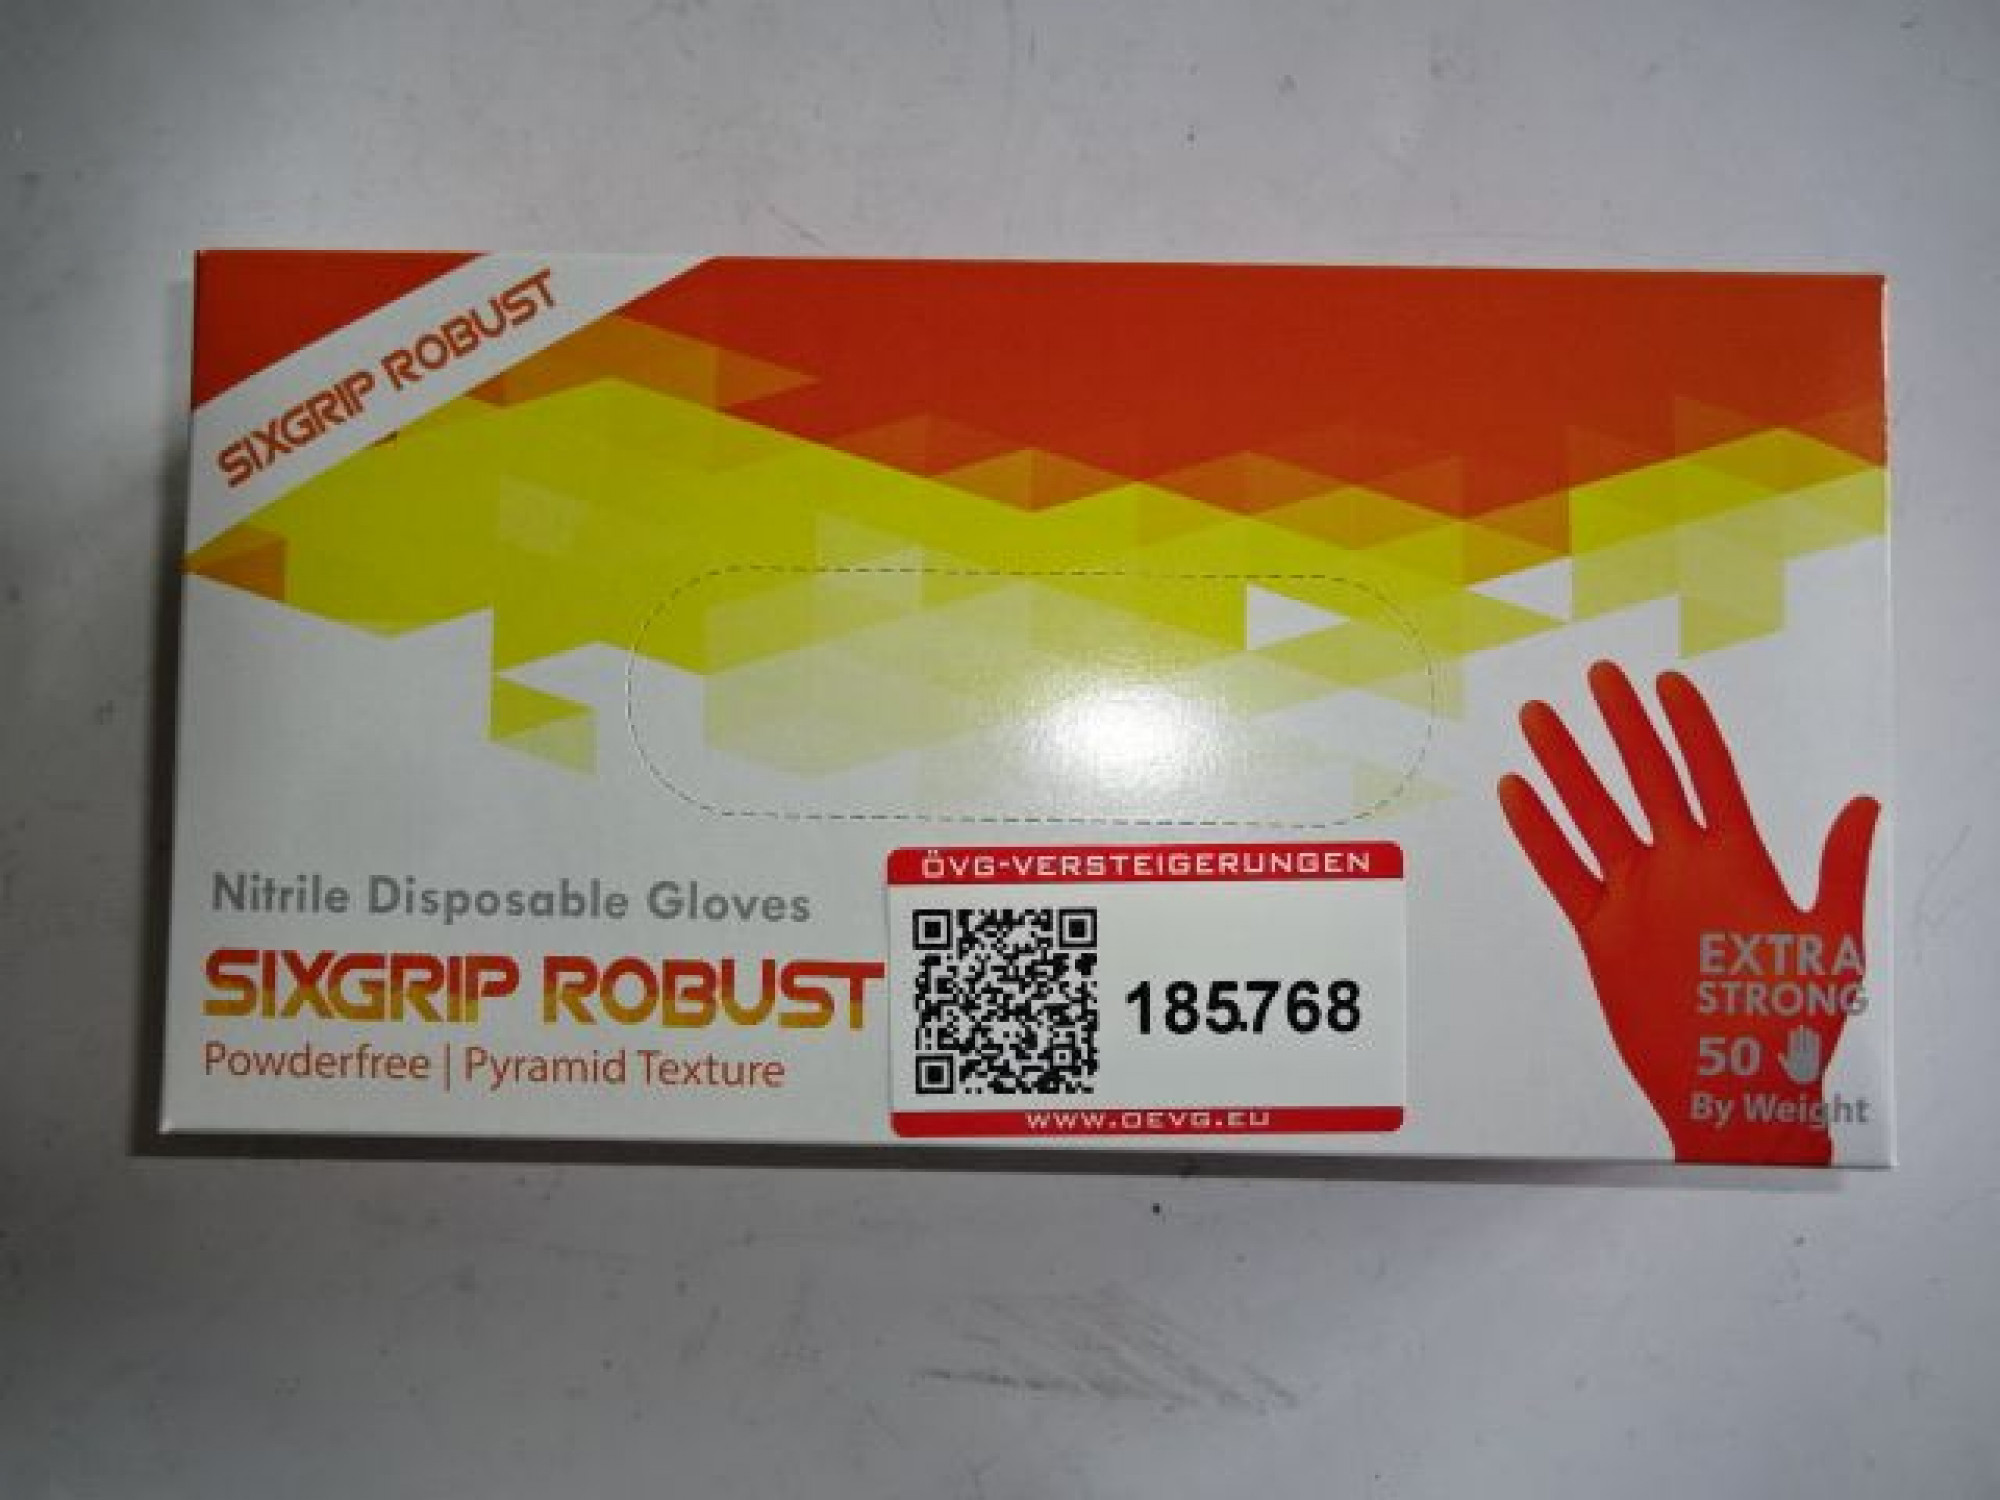 SIXGRIP ROBUST
Nitrile Disposable Gloves
SIXGRIP ROBUST
Powderfree | Pyramid Texture
ÖVG-VERSTEIGERUNGEN
185.768
WWW.OEVG.EU
EXTRA
STRONG
50
By Weight